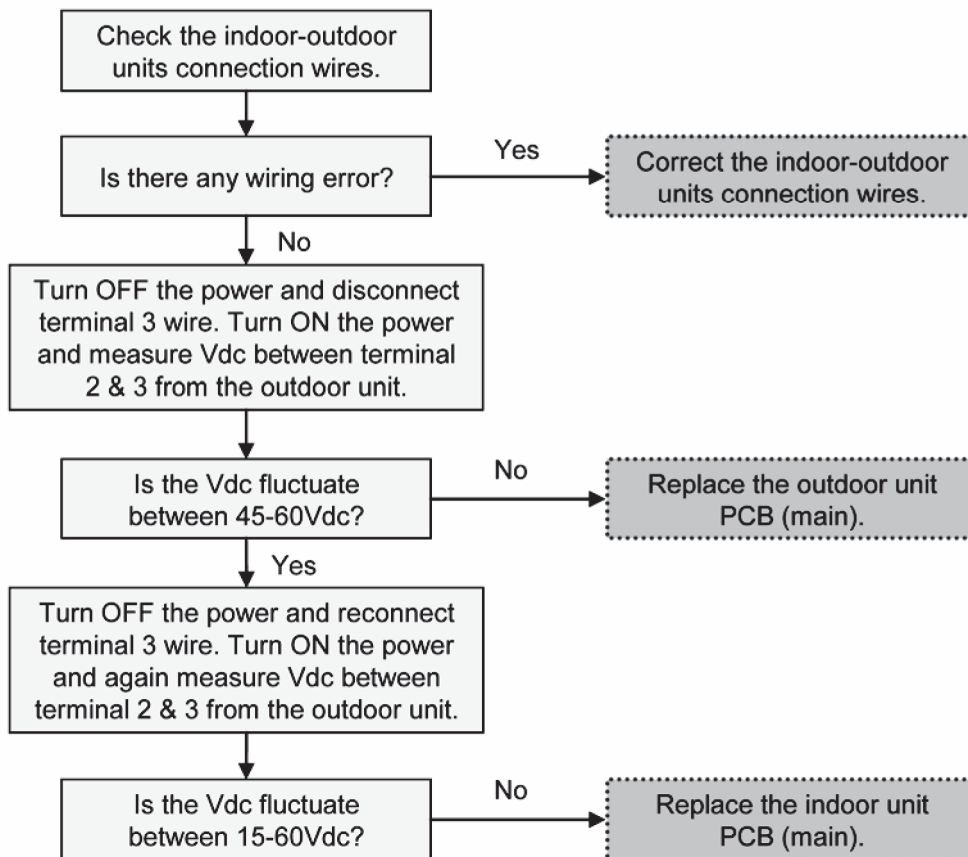 Check the indoor-outdoor
units connection wires.
Is there any wiring error?
Yes
Correct the indoor-outdoor
units connection wires.
No
Turn OFF the power and disconnect
terminal 3 wire. Turn ON the power
and measure Vdc between terminal
2 & 3 from the outdoor unit.
Is the Vdc fluctuate
between 45-60Vdc?
No
Replace the outdoor unit
PCB (main).
Yes
Turn OFF the power and reconnect
terminal 3 wire. Turn ON the power
and again measure Vdc between
terminal 2 & 3 from the outdoor unit.
Is the Vdc fluctuate
between 15-60Vdc?
No
Replace the indoor unit
PCB (main).